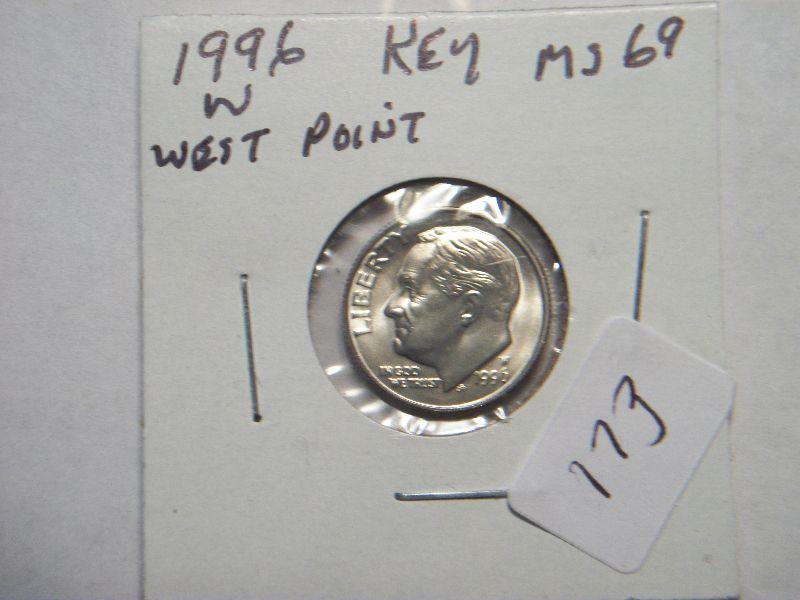 1996 KEY MS69
W
WEST POINT
LIBERTY
IN GOD
WE TRUST
W
1996
173